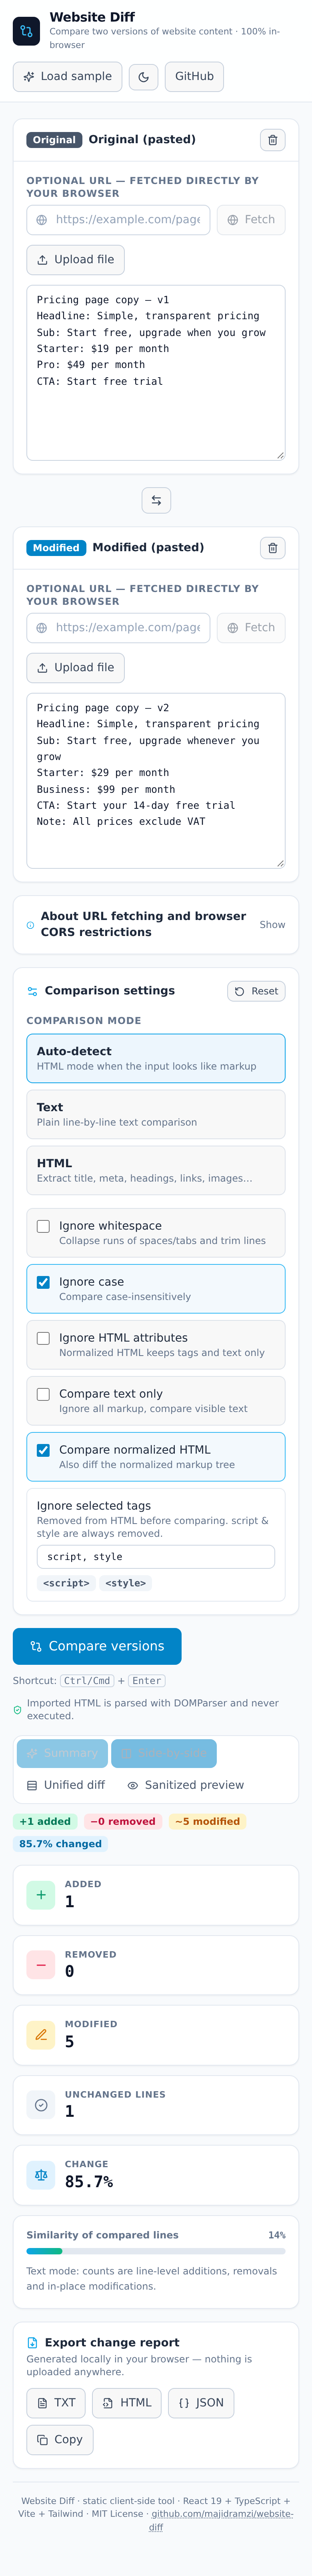 Website Diff
Compare two versions of website content · 100% in-
browser
Load sample
GitHub
Original
Original (pasted)
OPTIONAL URL — FETCHED DIRECTLY BY
YOUR BROWSER
https://example.com/page
Fetch
Upload file
Pricing page copy — v1
Headline: Simple, transparent pricing
Sub: Start free, upgrade when you grow
Starter: $19 per month
Pro: $49 per month
CTA: Start free trial
Modified
Modified (pasted)
OPTIONAL URL — FETCHED DIRECTLY BY
YOUR BROWSER
https://example.com/page
Fetch
Upload file
Pricing page copy — v2
Headline: Simple, transparent pricing
Sub: Start free, upgrade whenever you
grow
Starter: $29 per month
Business: $99 per month
CTA: Start your 14-day free trial
Note: All prices exclude VAT
About URL fetching and browser
CORS restrictions
Show
Comparison settings
Reset
COMPARISON MODE
Auto-detect
HTML mode when the input looks like markup
Text
Plain line-by-line text comparison
HTML
Extract title, meta, headings, links, images…
Ignore whitespace
Collapse runs of spaces/tabs and trim lines
Ignore case
Compare case-insensitively
Ignore HTML attributes
Normalized HTML keeps tags and text only
Compare text only
Ignore all markup, compare visible text
Compare normalized HTML
Also diff the normalized markup tree
Ignore selected tags
Removed from HTML before comparing. script &
style are always removed.
script, style
<script> <style>
Compare versions
Shortcut: Ctrl/Cmd + Enter
Imported HTML is parsed with DOMParser and never
executed.
Summary
Unified diff
Sanitized preview
+1 added
−0 removed
~5 modified
85.7% changed
ADDED
1
REMOVED
0
MODIFIED
5
UNCHANGED LINES
1
CHANGE
85.7%
Similarity of compared lines
14%
Text mode: counts are line-level additions, removals
and in-place modifications.
Export change report
Generated locally in your browser — nothing is
uploaded anywhere.
TXT
HTML
JSON
Copy
Website Diff · static client-side tool · React 19 + TypeScript +
Vite + Tailwind · MIT License · github.com/majidramzi/website-
diff